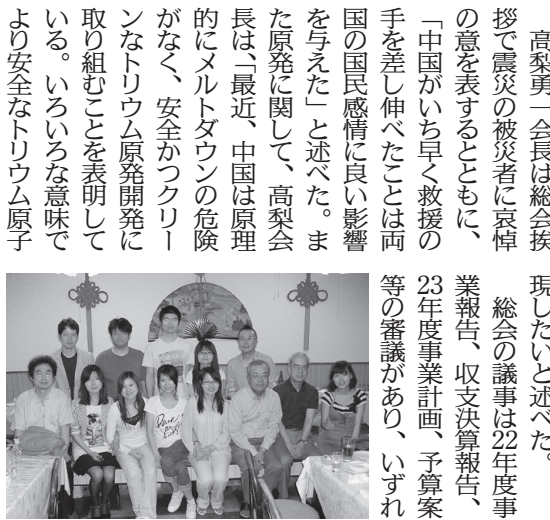 高梨勇一会長は総会挨
拶で震災の被災者に哀悼
の意を表するとともに、
「中国がいち早く救援の
手を差し伸べたことは両
国の国民感情に良い影響
を与えた」と述べた。ま
た原発に関して、高梨会
長は、「最近、中国は原理
的にメルトダウンの危険
がなく、安全かつクリー
ンなトリウム原発開発に
取り組むことを表明して
いる。いろいろな意味で
より安全なトリウム原子
現したいと述べた。
総会の議事は22年度事
業報告、収支決算報告、
23年度事業計画、予算案
等の審議があり、いずれ